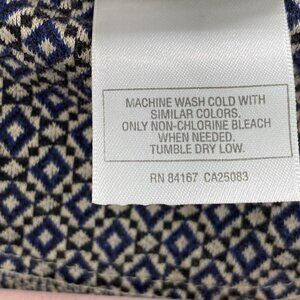 MACHINE WASH COLD WITH
SIMILAR COLORS.
ONLY NON-CHLORINE BLEACH
WHEN NEEDED.
TUMBLE DRY LOW.
RN 84167 CA25083